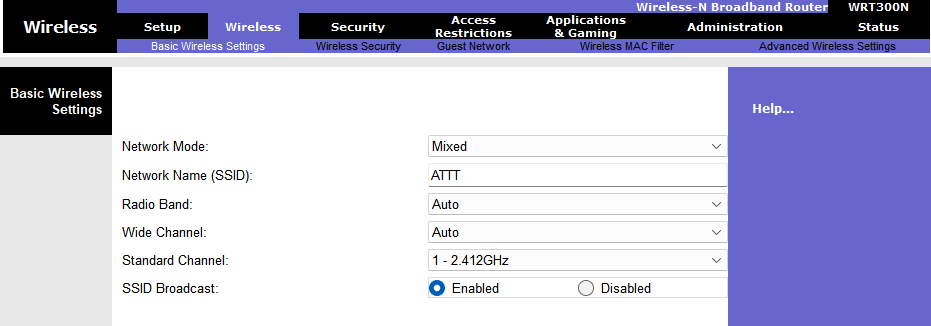 Wireless-N Broadband Router WRT300N
Wireless
Setup Wireless Security Access Restrictions Applications & Gaming Administration Status
Basic Wireless Settings Wireless Security Guest Network Wireless MAC Filter Advanced Wireless Settings
Basic Wireless
Settings
Help...
Network Mode: Mixed
Network Name (SSID): ATTT
Radio Band: Auto
Wide Channel: Auto
Standard Channel: 1 - 2.412GHz
SSID Broadcast: Enabled Disabled